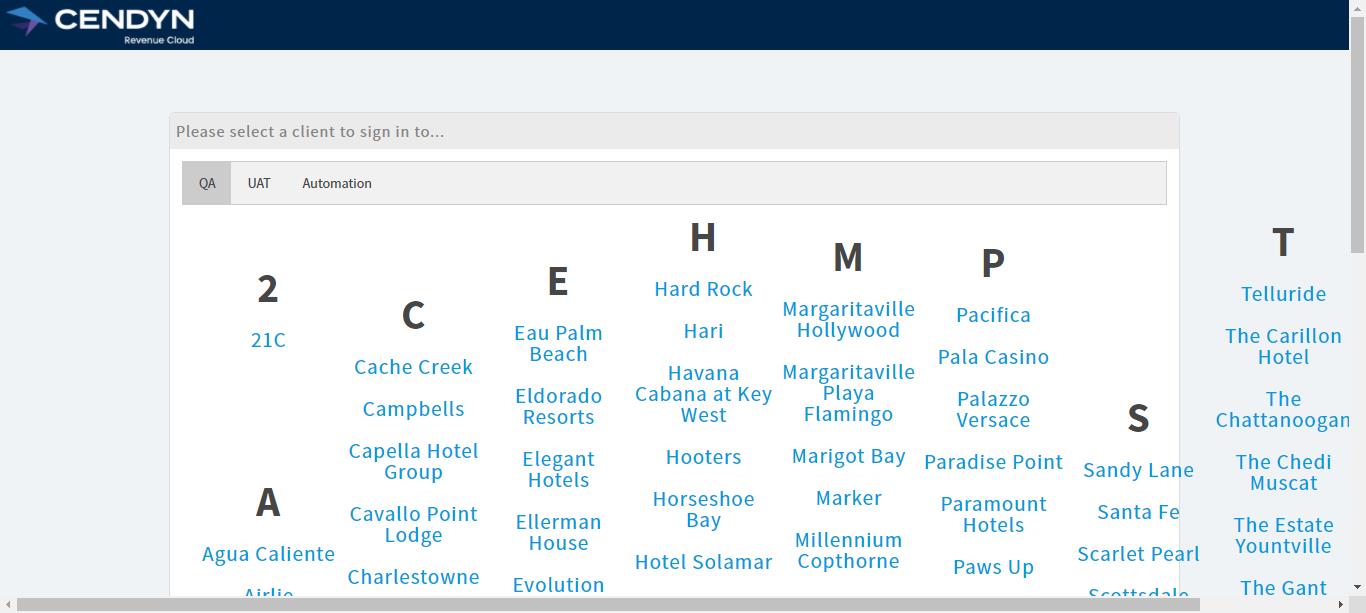 CENDYN
Revenue Cloud
Please select a client to sign in to...
QA
UAT
Automation
2
21C
A
Agua Caliente
Airlie
C
Cache Creek
Campbells
Capella Hotel
Group
Cavallo Point
Lodge
Charlestowne
E
Eau Palm
Beach
Eldorado
Resorts
Elegant
Hotels
Ellerman
House
Evolution
H
Hard Rock
Hari
Havana
Cabana at Key
West
Hooters
Horseshoe
Bay
Hotel Solamar
M
Margaritaville
Hollywood
Margaritaville
Playa
Flamingo
Marigot Bay
Marker
Millennium
Copthorne
P
Pacifica
Pala Casino
Palazzo
Versace
Paradise Point
Paramount
Hotels
Paws Up
S
Sandy Lane
Santa Fe
Scarlet Pearl
Scottsdale
T
Telluride
The Carillon
Hotel
The
Chattanoogan
The Chedi
Muscat
The Estate
Yountville
The Gant